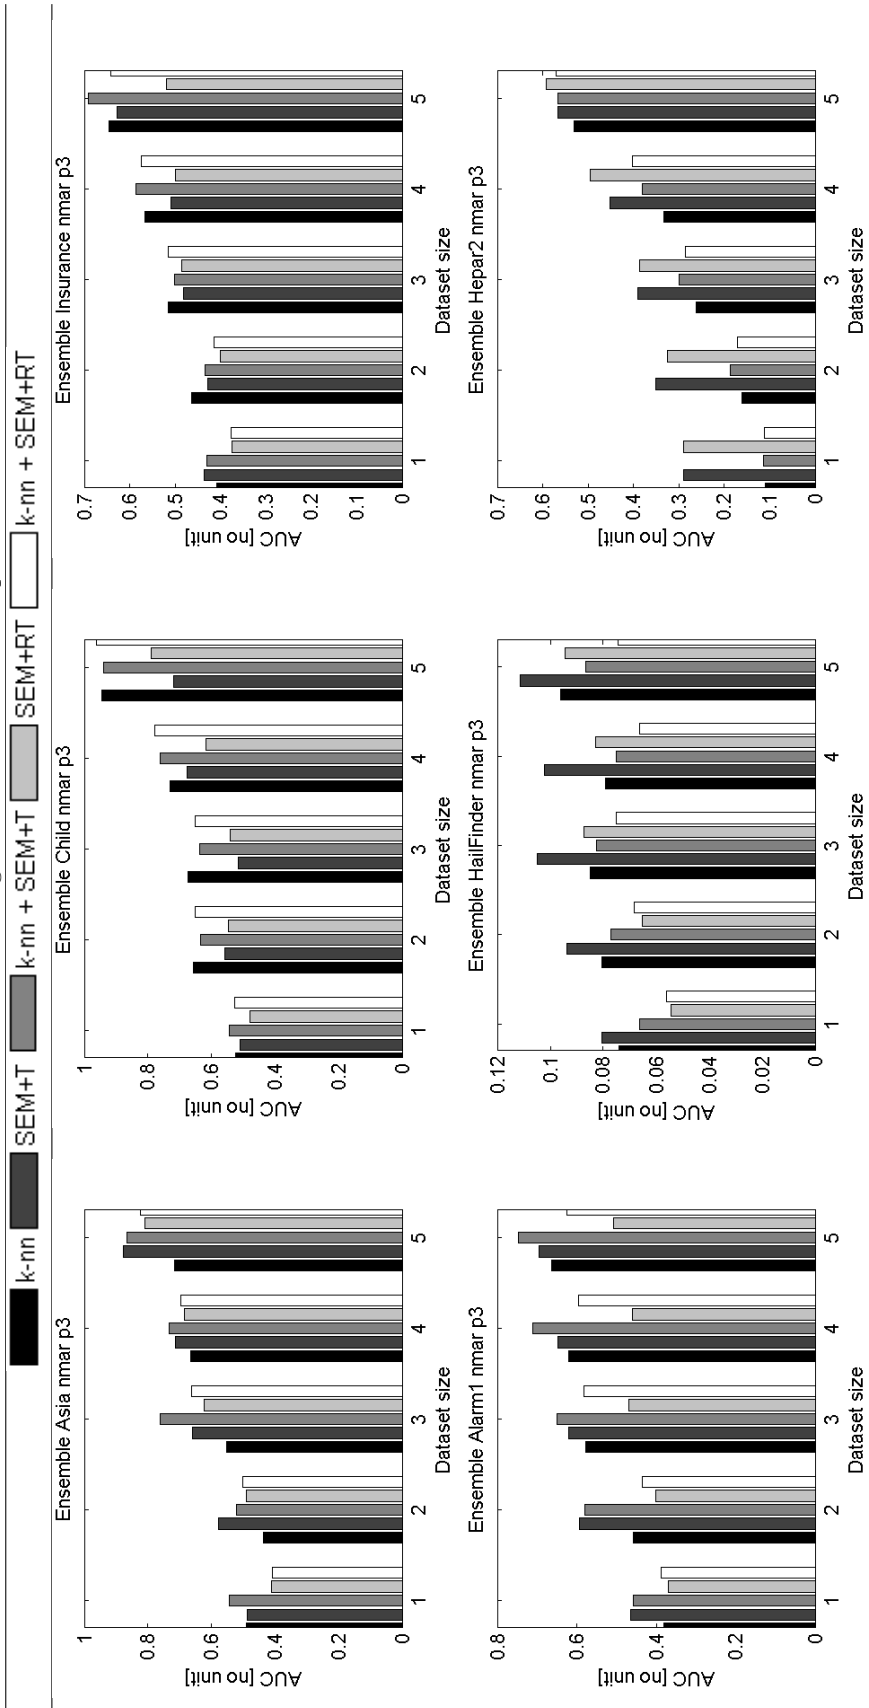 k-nn SEM+T k-nn + SEM+T SEM+RT k-nn + SEM+RT
Ensemble Asia nmar p3
1
0.8
0.6
0.4
0.2
0
AUC [no unit]
1 2 3 4 5
Dataset size
Ensemble Child nmar p3
1
0.8
0.6
0.4
0.2
0
AUC [no unit]
1 2 3 4 5
Dataset size
Ensemble Insurance nmar p3
0.7
0.6
0.5
0.4
0.3
0.2
0.1
0
AUC [no unit]
1 2 3 4 5
Dataset size
Ensemble Alarm1 nmar p3
0.8
0.6
0.4
0.2
0
AUC [no unit]
1 2 3 4 5
Dataset size
Ensemble HailFinder nmar p3
0.12
0.1
0.08
0.06
0.04
0.02
0
AUC [no unit]
1 2 3 4 5
Dataset size
Ensemble Hepar2 nmar p3
0.7
0.6
0.5
0.4
0.3
0.2
0.1
0
AUC [no unit]
1 2 3 4 5
Dataset size